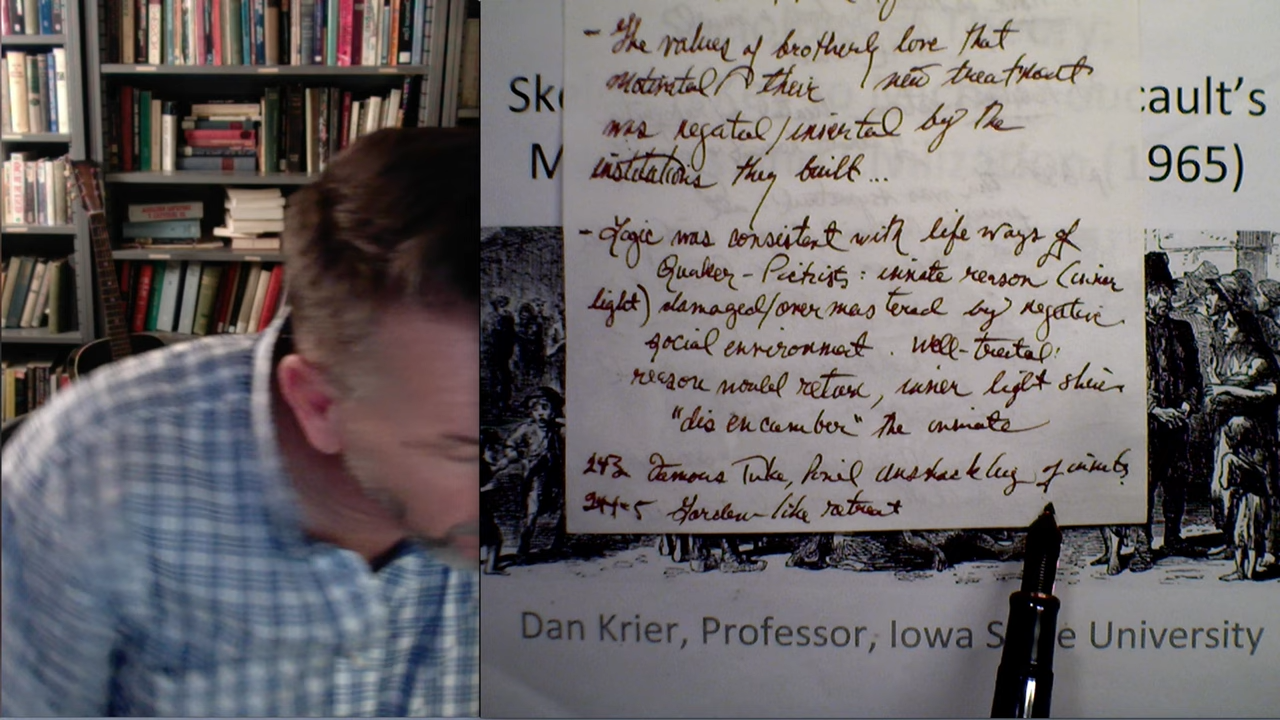 - The values of brotherly love that
motivated their new treatment
was negated/inverted by the
institutions they built...
- Logic was consistent with life ways of
Quaker-Pietists: innate reason (inner
light) damaged/overmastered by negative
social environment. Well-treated:
reason would return, inner light shine
"disencumber" the inmate
243 Famous Tuke, Pinel unshackling of inmates
244-5 Garden-like retreat
cault's
M
965)
Dan Krier, Professor, Iowa S e University